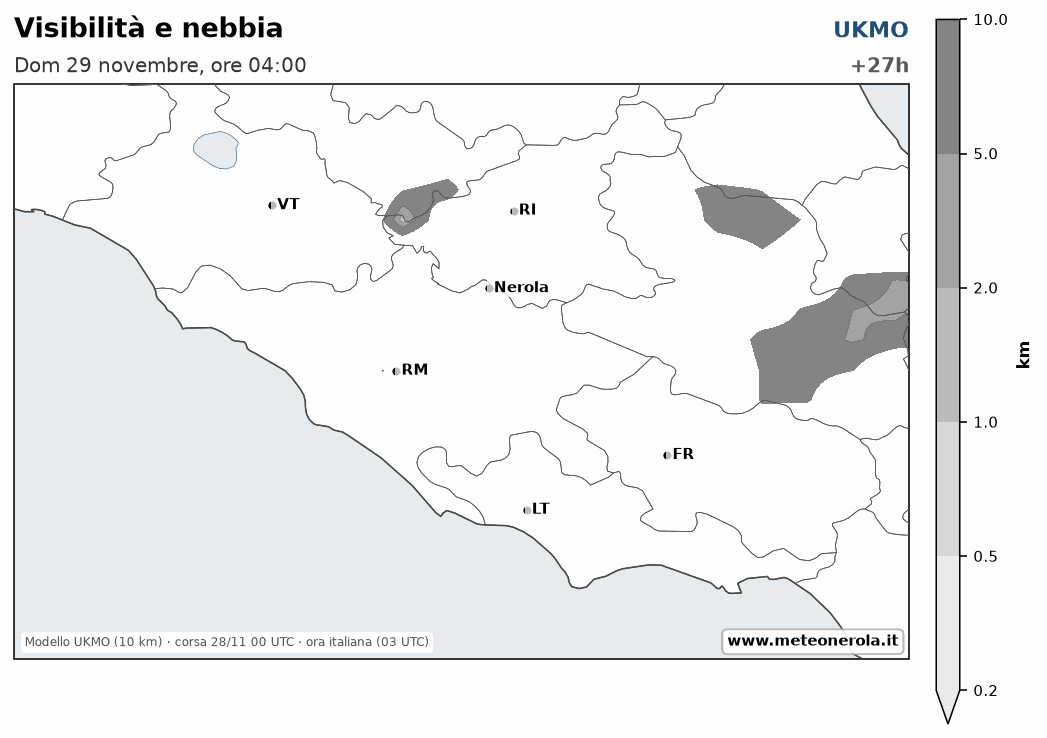 Visibilità e nebbia
UKMO
Dom 29 novembre, ore 04:00
+27h
10.0
5.0
2.0
1.0
0.5
0.2
km
VT
RI
Nerola
RM
FR
LT
Modello UKMO (10 km) · corsa 28/11 00 UTC · ora italiana (03 UTC)
www.meteonerola.it